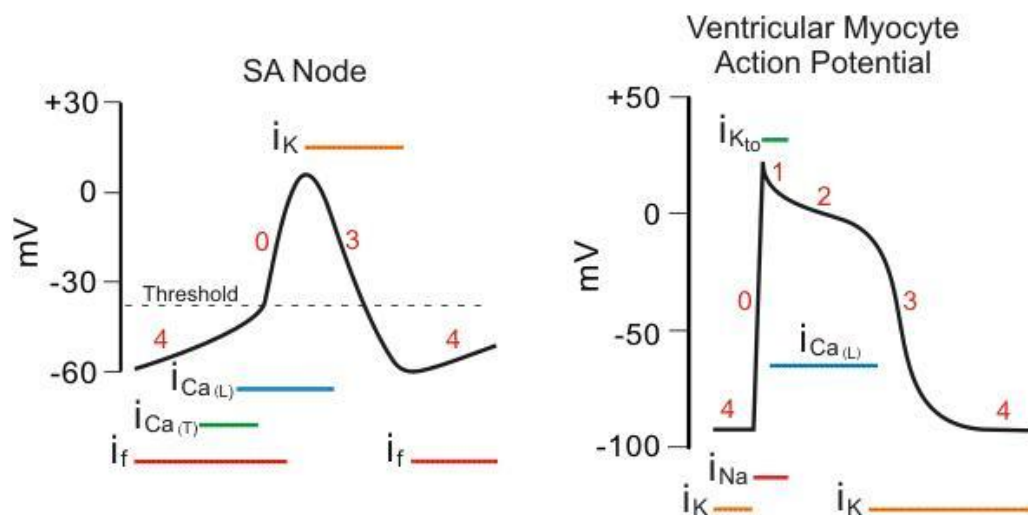 SA Node
+30
0
-30
-60
mV
iK
0
3
Threshold
4
4
iCa(L)
iCa(T)
if
if
Ventricular Myocyte
Action Potential
+50
0
-50
-100
mV
iKto
1
2
0
3
iCa(L)
4
4
iNa
iK
iK